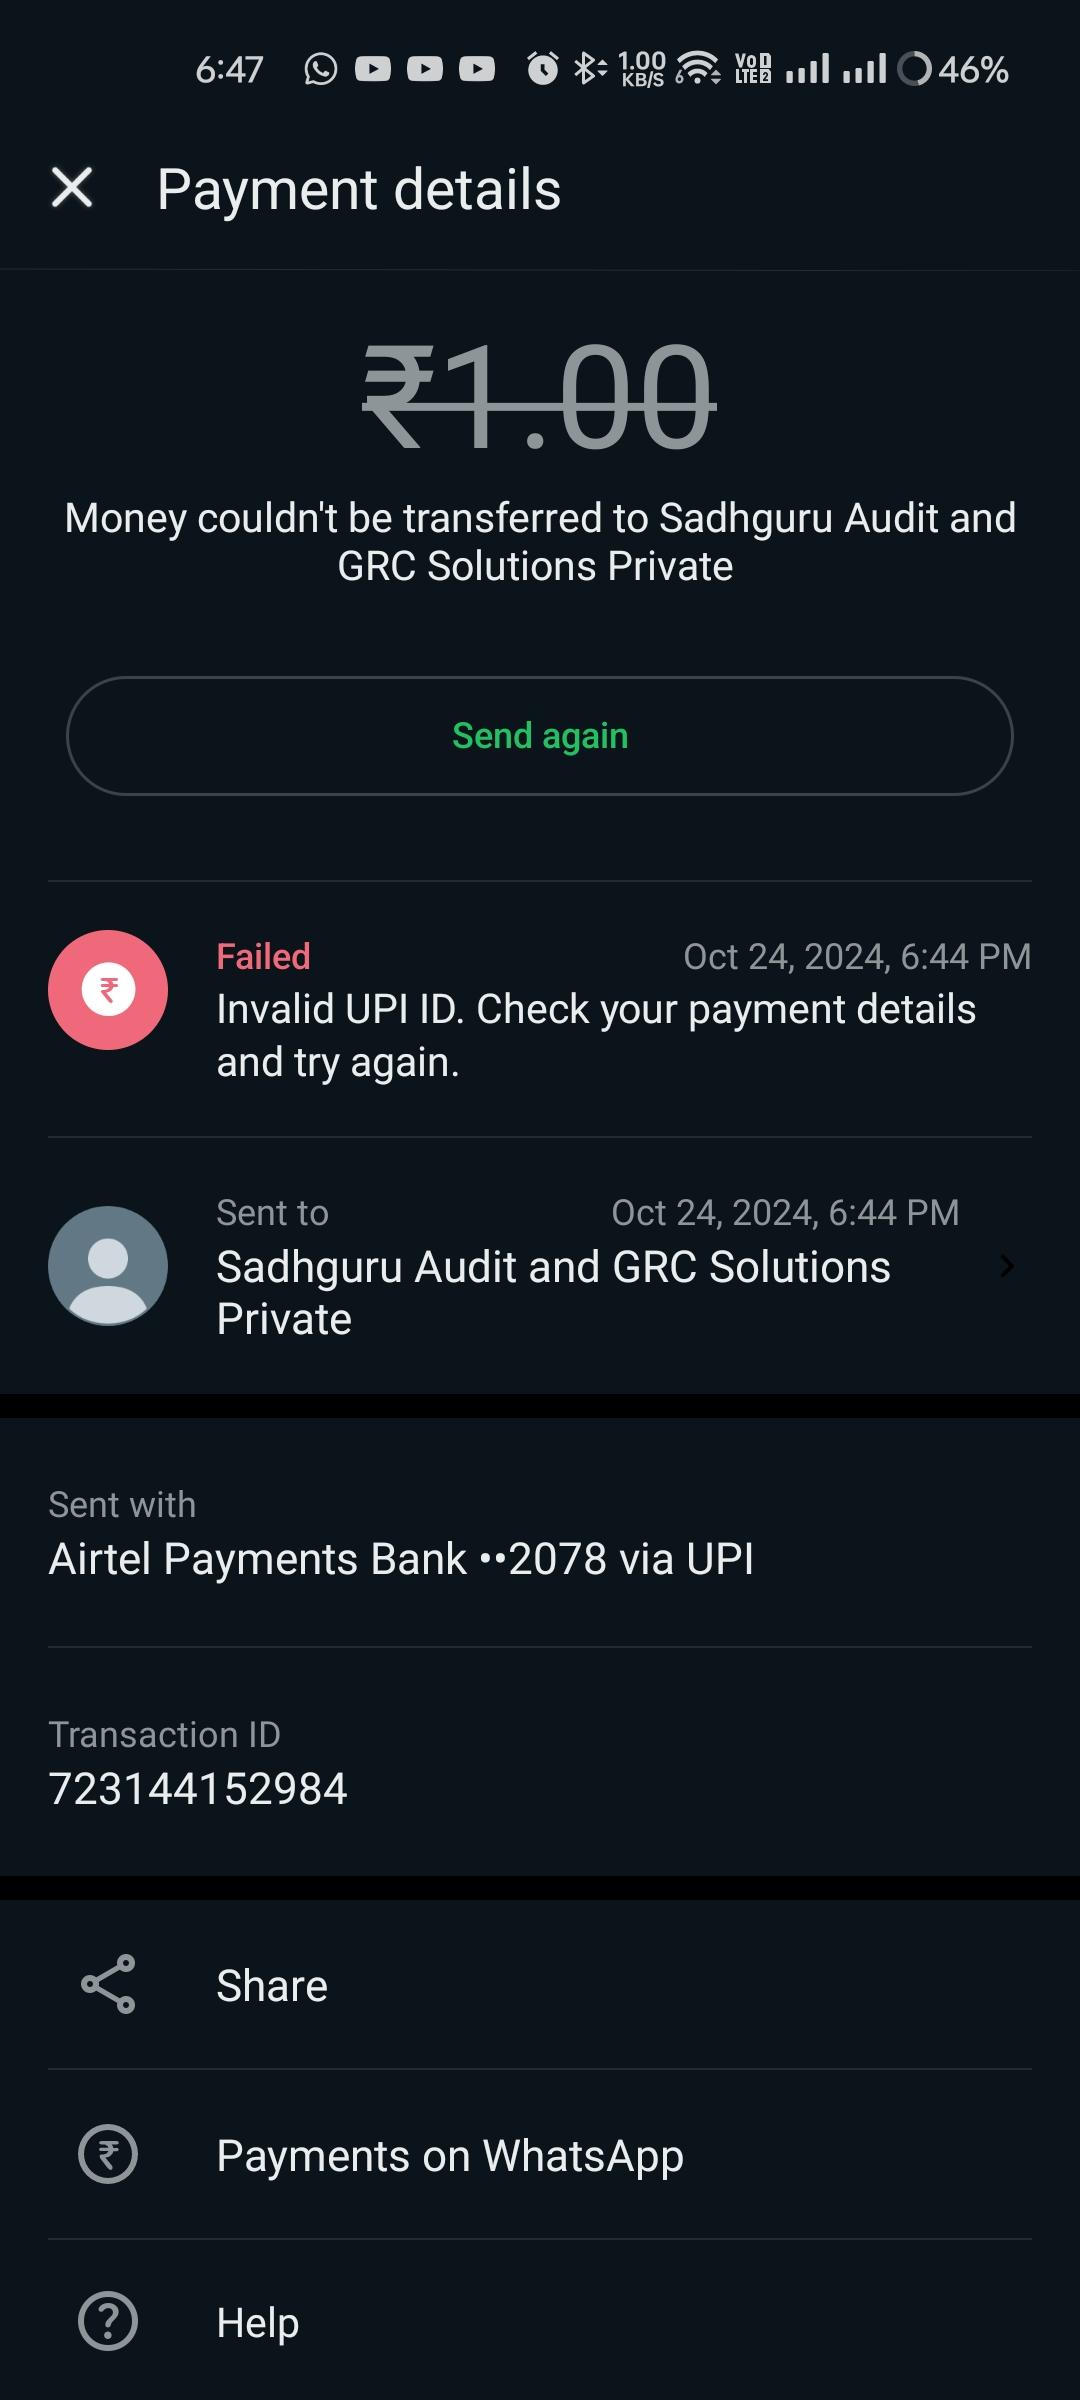 6:47 1.00 KB/S 6 VoD LTE2 46%
Payment details
₹1.00
Money couldn't be transferred to Sadhguru Audit and
GRC Solutions Private
Send again
Failed Oct 24, 2024, 6:44 PM
Invalid UPI ID. Check your payment details
and try again.
Sent to Oct 24, 2024, 6:44 PM
Sadhguru Audit and GRC Solutions
Private
Sent with
Airtel Payments Bank ••2078 via UPI
Transaction ID
723144152984
Share
Payments on WhatsApp
Help